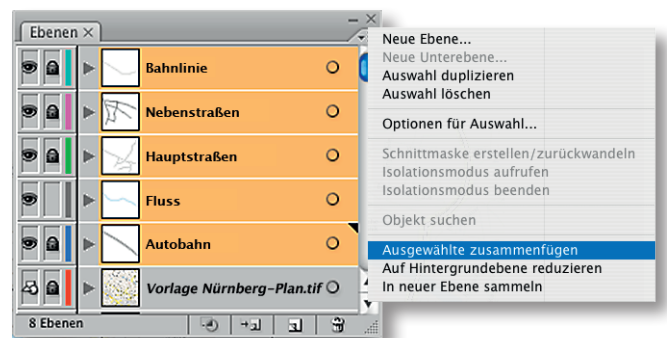 Ebenen ×
Bahnlinie
Nebenstraßen
Hauptstraßen
Fluss
Autobahn
Vorlage Nürnberg-Plan.tif
8 Ebenen
Neue Ebene...
Neue Unterebene...
Auswahl duplizieren
Auswahl löschen
Optionen für Auswahl...
Schnittmaske erstellen/zurückwandeln
Isolationsmodus aufrufen
Isolationsmodus beenden
Objekt suchen
Ausgewählte zusammenfügen
Auf Hintergrundebene reduzieren
In neuer Ebene sammeln